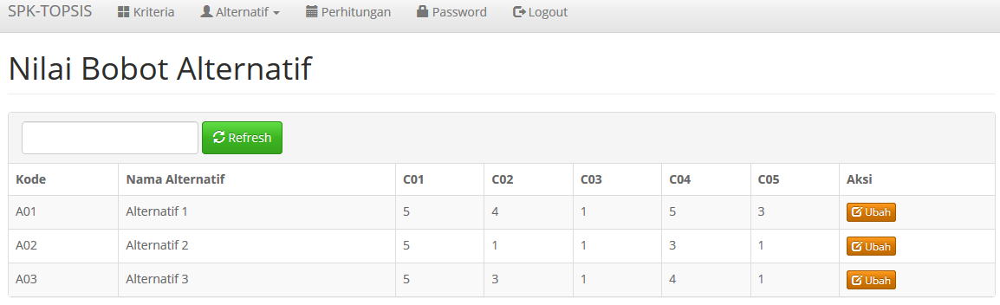 SPK-TOPSIS Kriteria Alternatif Perhitungan Password Logout
Nilai Bobot Alternatif
Refresh
Kode Nama Alternatif C01 C02 C03 C04 C05 Aksi
A01 Alternatif 1 5 4 1 5 3 Ubah
A02 Alternatif 2 5 1 1 3 1 Ubah
A03 Alternatif 3 5 3 1 4 1 Ubah